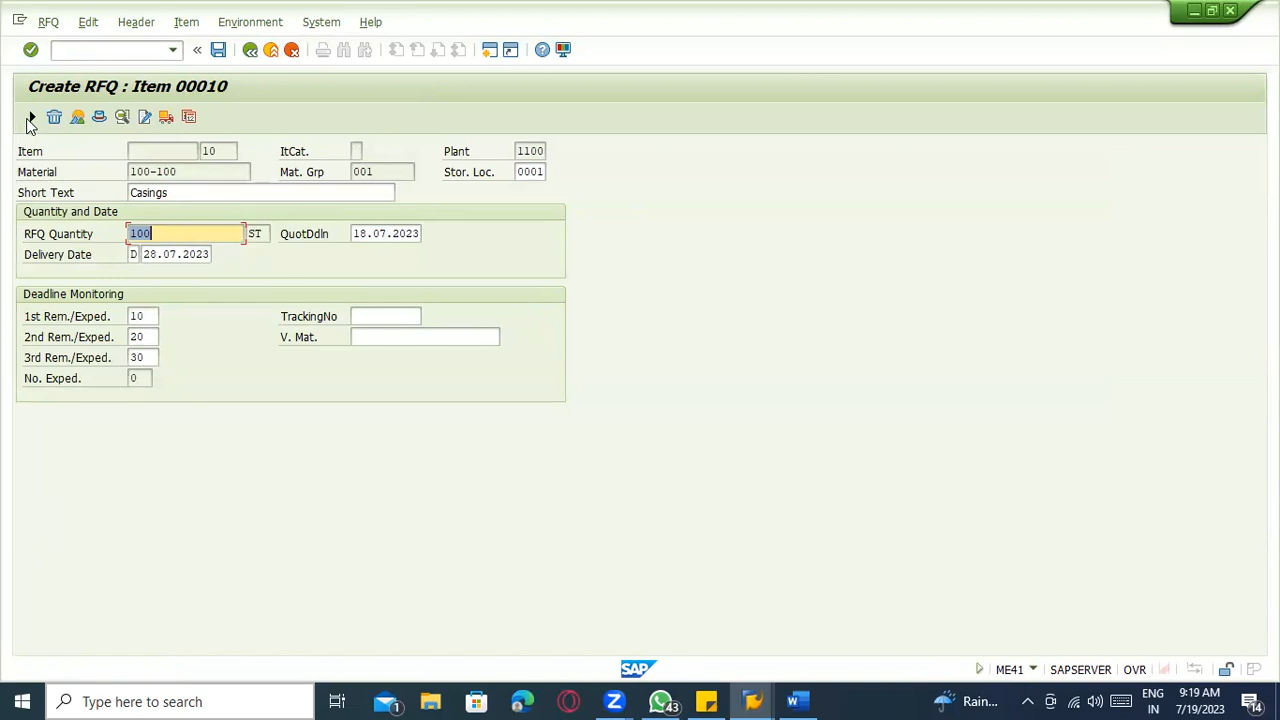 RFQ Edit Header Item Environment System Help
Create RFQ : Item 00010
Item 10 ItCat. Plant 1100
Material 100-100 Mat. Grp 001 Stor. Loc. 0001
Short Text Casings
Quantity and Date
RFQ Quantity 100 ST QuotDdln 18.07.2023
Delivery Date D 28.07.2023
Deadline Monitoring
1st Rem./Exped. 10 TrackingNo
2nd Rem./Exped. 20 V. Mat.
3rd Rem./Exped. 30
No. Exped. 0
SAP ME41 SAPSERVER OVR
Type here to search 1 43 Rain... ENG 9:19 AM
IN 7/19/2023 14